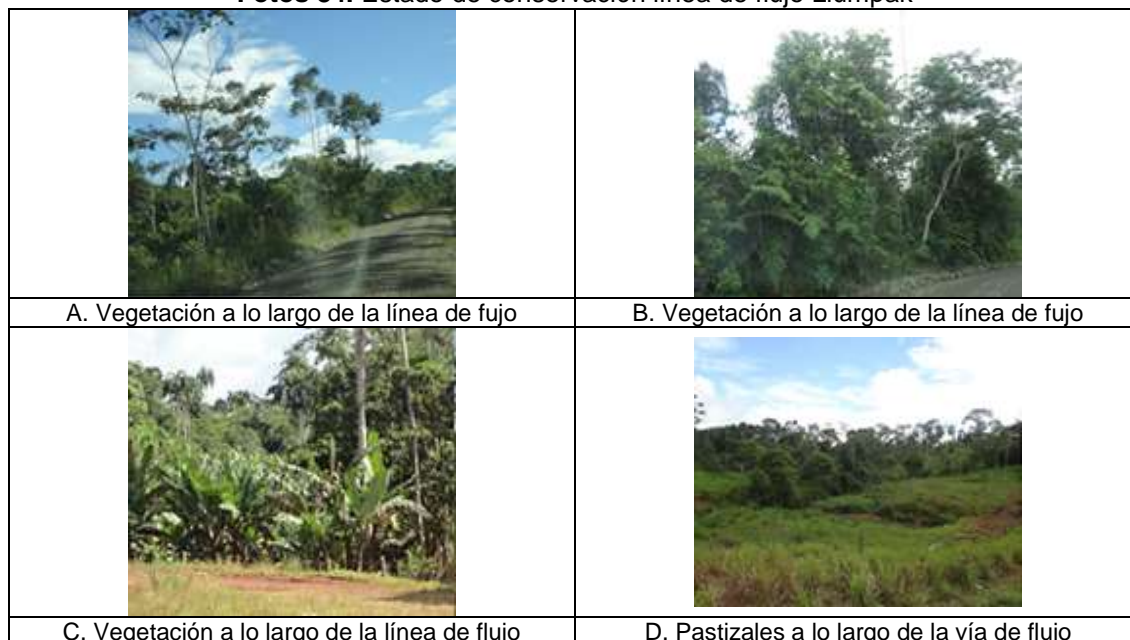 Estado de conservación línea de flujo
A. Vegetación a lo largo de la línea de fujo
B. Vegetación a lo largo de la línea de fujo
C. Vegetación a lo largo de la línea de flujo
D. Pastizales a lo largo de la vía de flujo